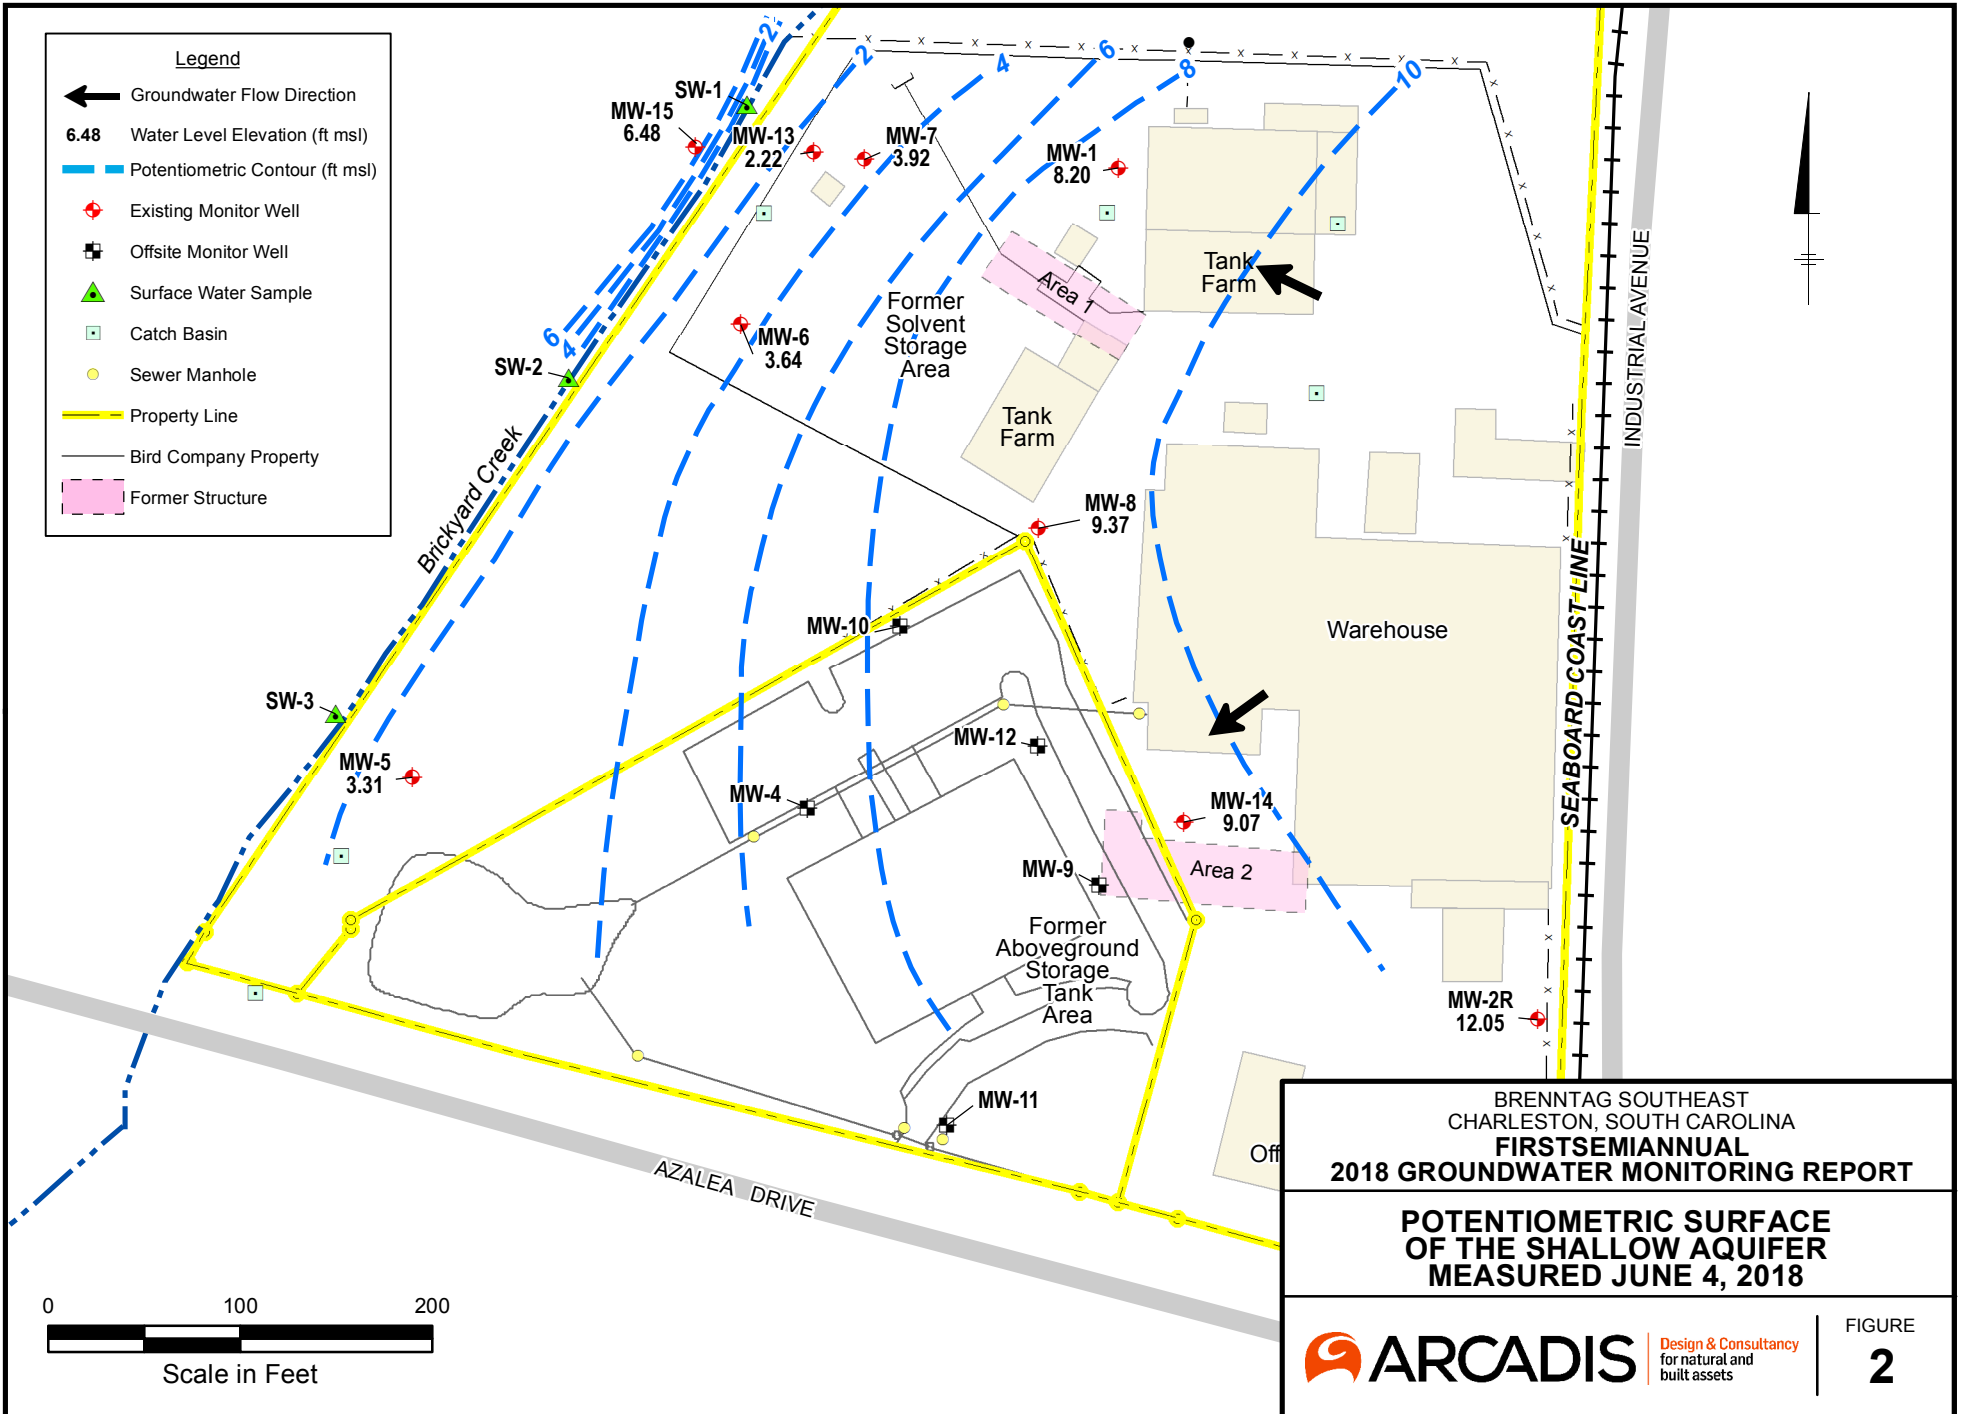 Legend
Groundwater Flow Direction
6.48 Water Level Elevation (ft msl)
Potentiometric Contour (ft msl)
Existing Monitor Well
Offsite Monitor Well
Surface Water Sample
Catch Basin
Sewer Manhole
Property Line
Bird Company Property
Former Structure
2
2
4
6
8
10
6
4
SW-1
MW-15
6.48
MW-13
2.22
MW-7
3.92
MW-1
8.20
Tank
Farm
Area 1
Former
Solvent
Storage
Area
MW-6
3.64
SW-2
Tank
Farm
Brickyard Creek
MW-8
9.37
INDUSTRIAL AVENUE
SEABOARD COAST LINE
Warehouse
MW-10
SW-3
MW-5
3.31
MW-12
MW-4
MW-14
9.07
MW-9
Area 2
Former
Aboveground
Storage
Tank
Area
MW-2R
12.05
MW-11
Off
AZALEA DRIVE
0 100 200
Scale in Feet
BRENNTAG SOUTHEAST
CHARLESTON, SOUTH CAROLINA
FIRSTSEMIANNUAL
2018 GROUNDWATER MONITORING REPORT
POTENTIOMETRIC SURFACE
OF THE SHALLOW AQUIFER
MEASURED JUNE 4, 2018
ARCADIS
Design & Consultancy
for natural and
built assets
FIGURE
2